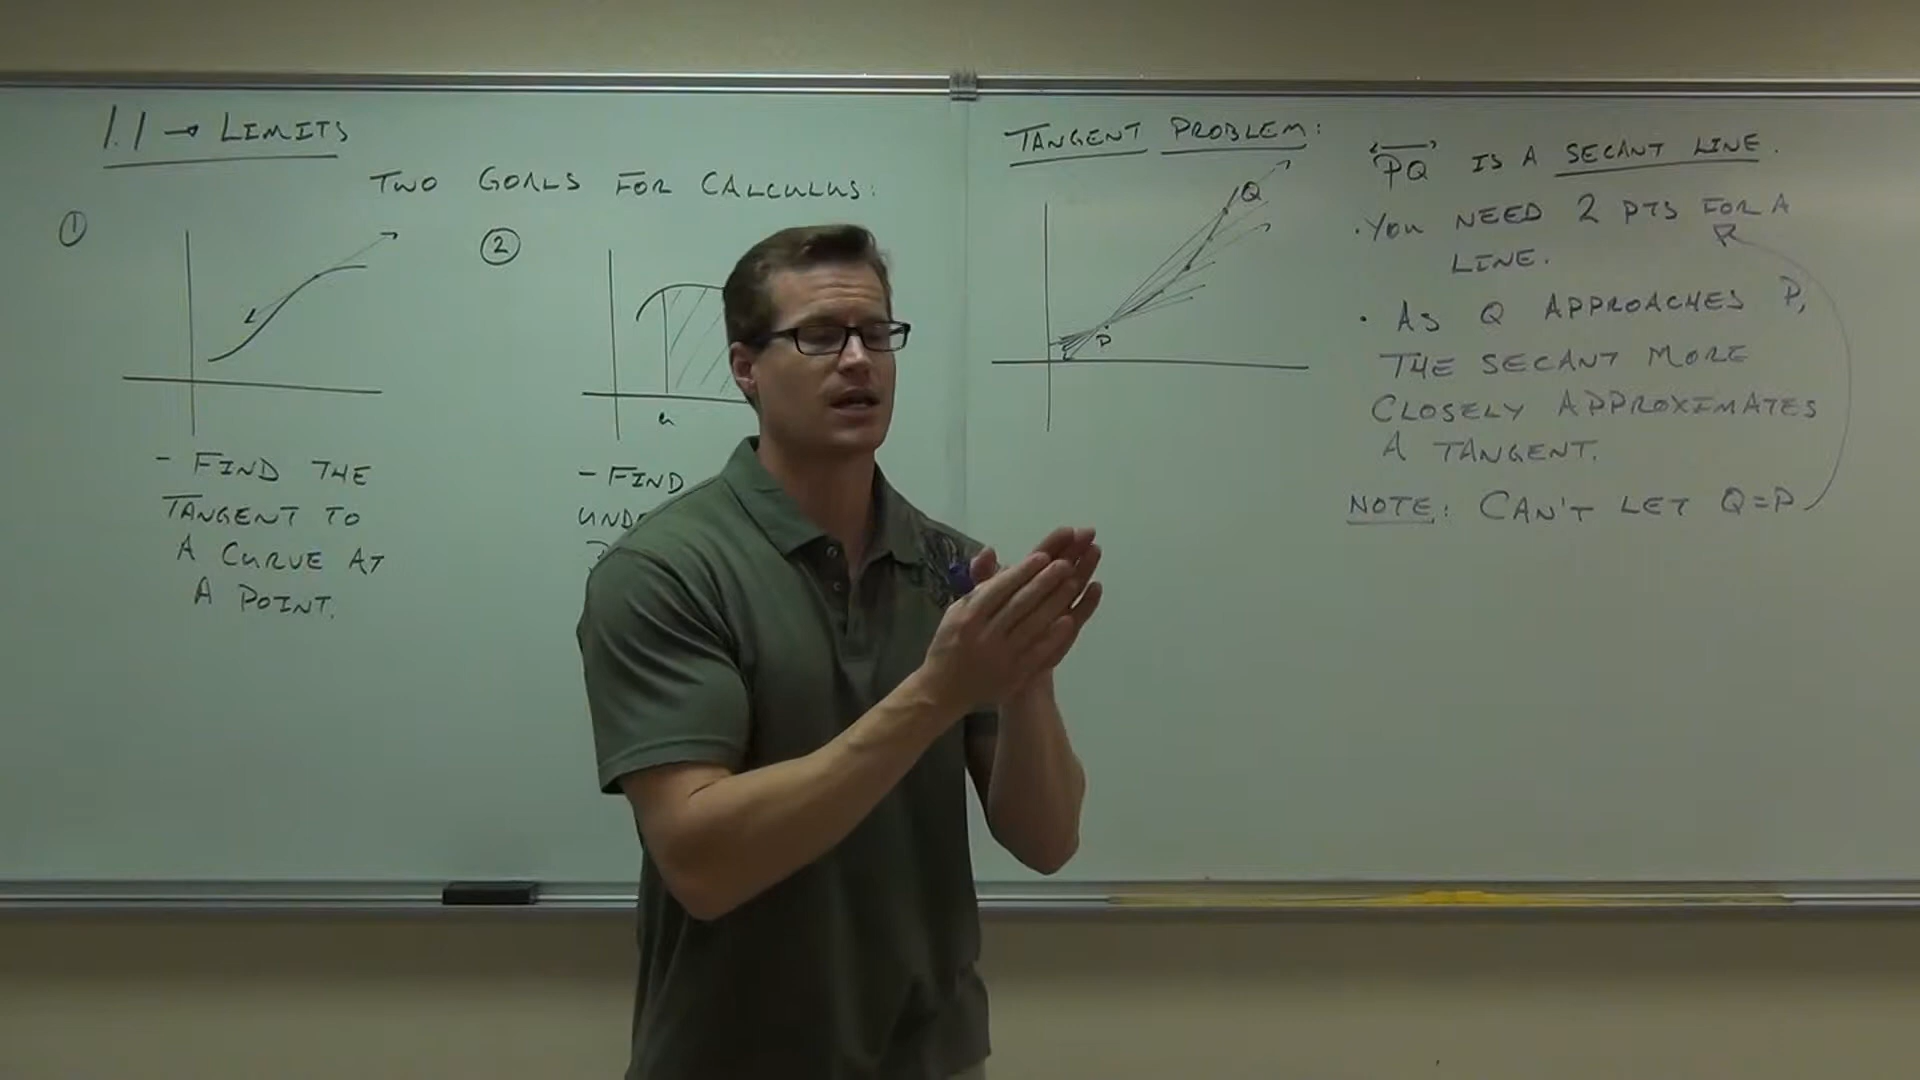 1.1 → LIMITS
TWO GOALS FOR CALCULUS:
①
- FIND THE
TANGENT TO
A CURVE AT
A POINT.
②
a
- FIND
UNDE
TANGENT PROBLEM:
Q
P
PQ IS A SECANT LINE.
• YOU NEED 2 PTS FOR A
LINE.
• AS Q APPROACHES P,
THE SECANT MORE
CLOSELY APPROXIMATES
A TANGENT.
NOTE: CAN'T LET Q=P